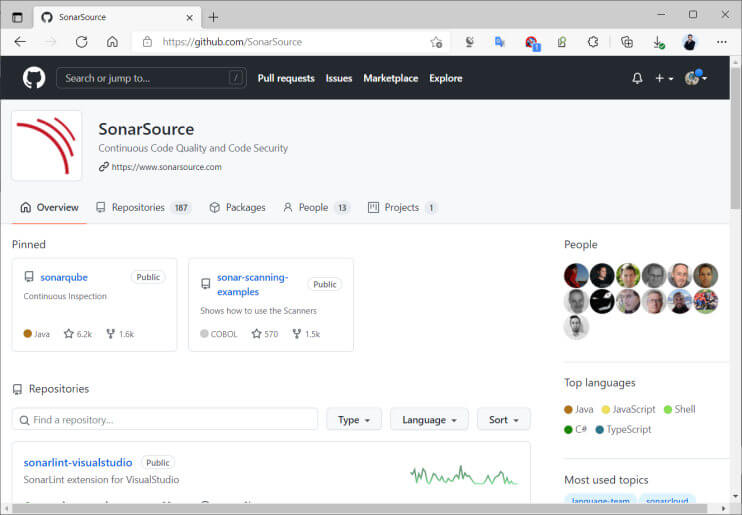 SonarSource
https://github.com/SonarSource
1
Search or jump to...
/
Pull requests
Issues
Marketplace
Explore
SonarSource
Continuous Code Quality and Code Security
https://www.sonarsource.com
Overview
Repositories 187
Packages
People 13
Projects 1
Pinned
sonarqube
Public
Continuous Inspection
Java
6.2k
1.6k
sonar-scanning-
examples
Public
Shows how to use the Scanners
COBOL
570
1.5k
People
Repositories
Find a repository...
Type
Language
Sort
sonarlint-visualstudio
Public
SonarLint extension for VisualStudio
Top languages
Java
JavaScript
Shell
C#
TypeScript
Most used topics
language-team
sonarcloud